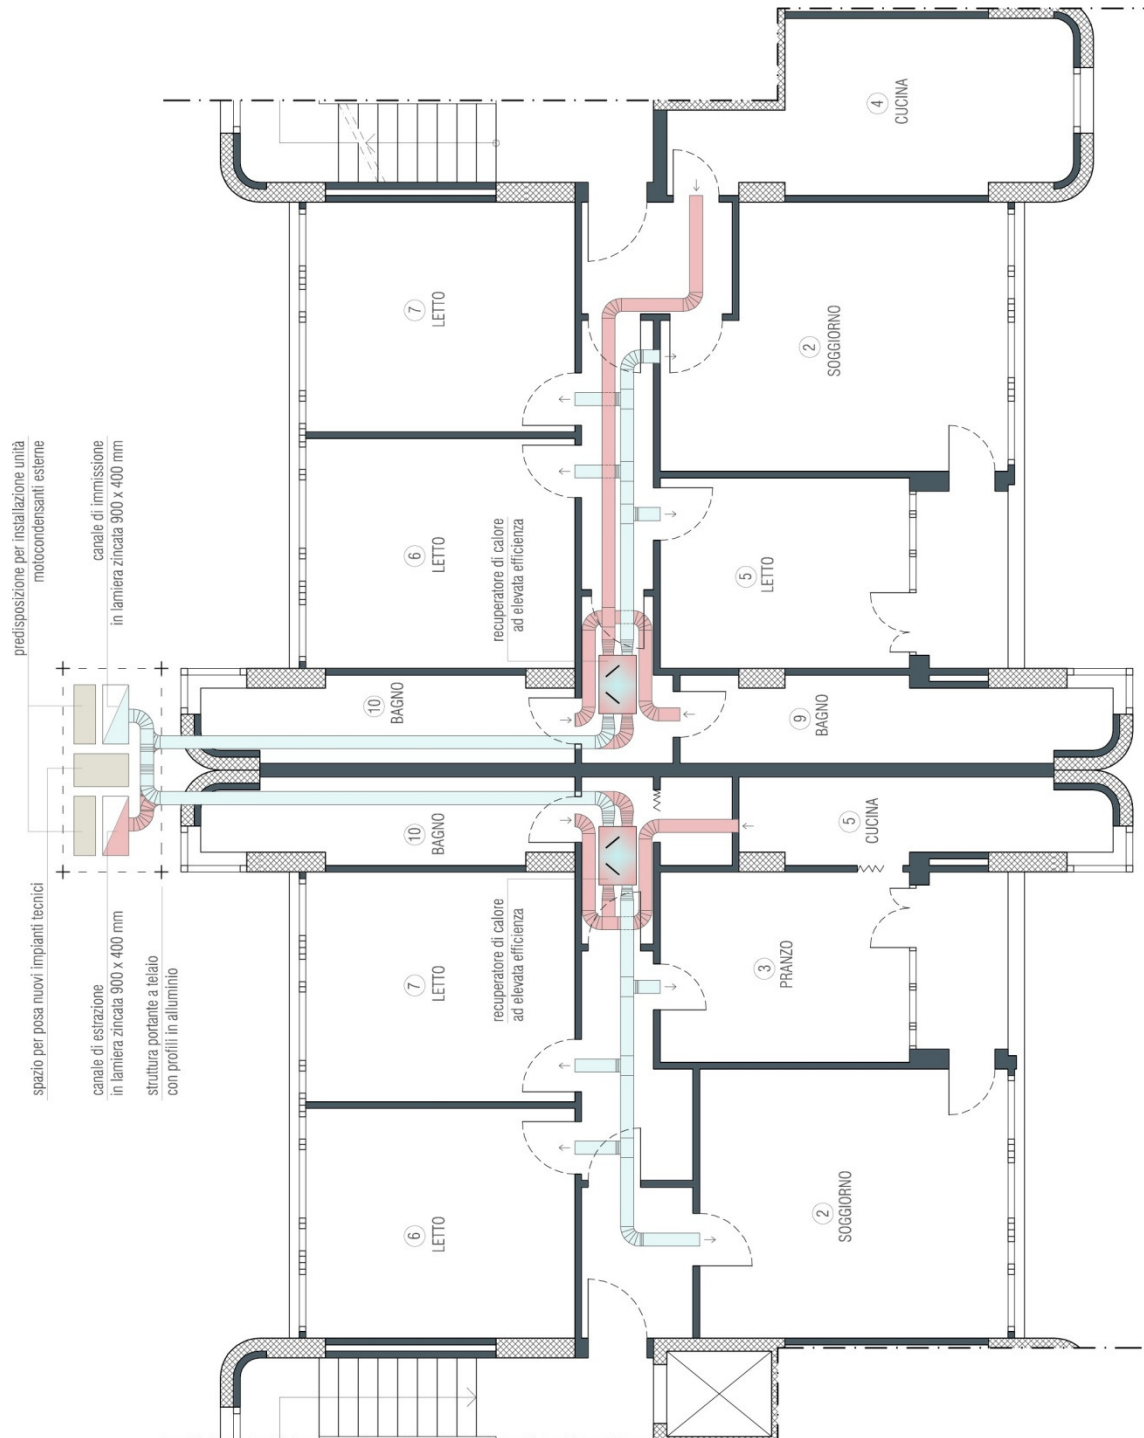 spazio per posa nuovi impianti tecnici
canale di estrazione
in lamiera zincata 900 x 400 mm
struttura portante a telaio
con profili in alluminio
predisposizione per installazione unità
motocondensanti esterne
canale di immissione
in lamiera zincata 900 x 400 mm
6
LETTO
7
LETTO
10
BAGNO
10
BAGNO
6
LETTO
7
LETTO
recuperatore di calore
ad elevata efficienza
recuperatore di calore
ad elevata efficienza
2
SOGGIORNO
3
PRANZO
5
CUCINA
9
BAGNO
5
LETTO
2
SOGGIORNO
4
CUCINA